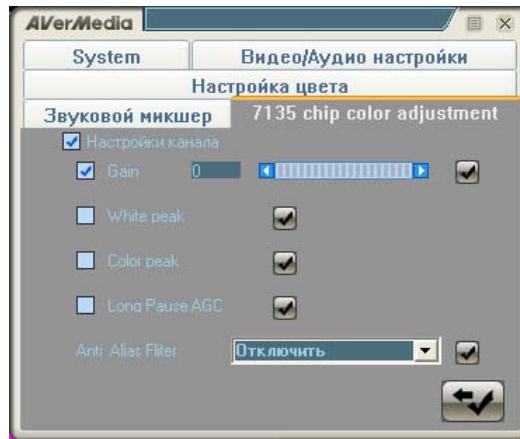 AVerMedia
System Видео/Аудио настройки
Настройка цвета
Звуковой микшер 7135 chip color adjustment
Настройки канала
Gain 0
White peak
Color peak
Long Pause AGC
Anti Alias Fliter Отключить